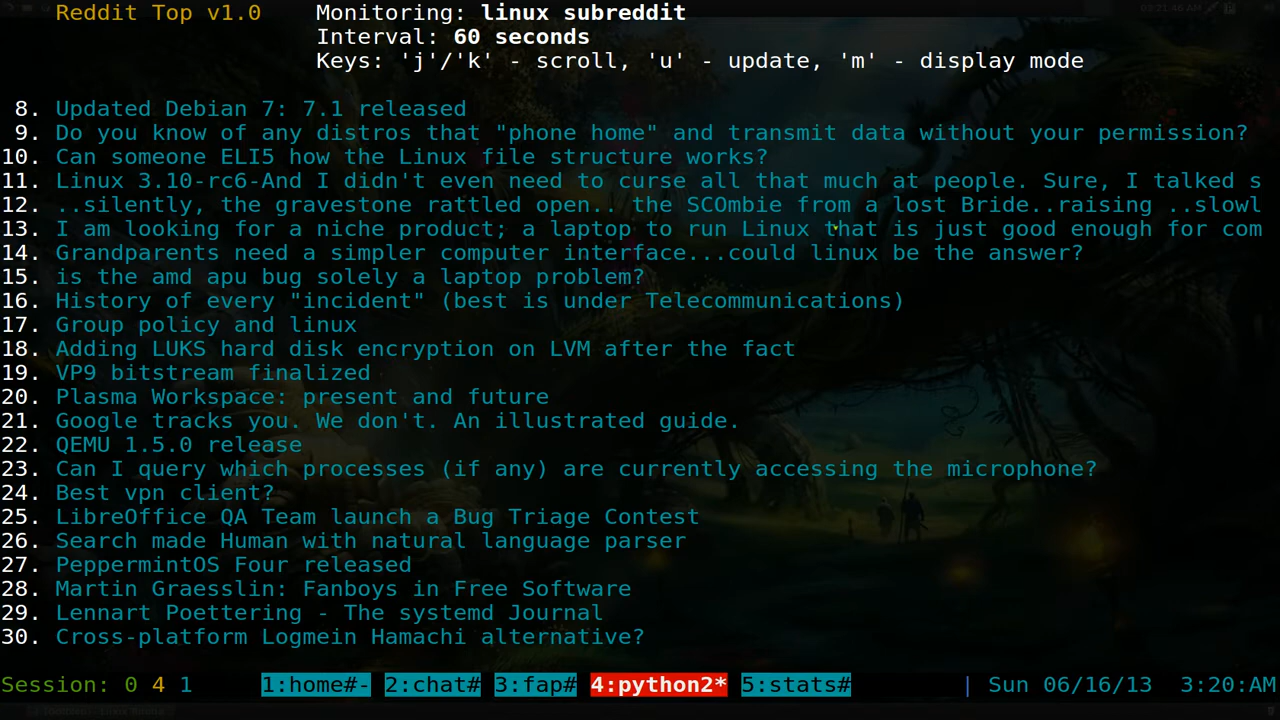 Reddit Top v1.0 Monitoring: linux subreddit
Interval: 60 seconds
Keys: 'j'/'k' - scroll, 'u' - update, 'm' - display mode
8. Updated Debian 7: 7.1 released
9. Do you know of any distros that "phone home" and transmit data without your permission?
10. Can someone ELI5 how the Linux file structure works?
11. Linux 3.10-rc6-And I didn't even need to curse all that much at people. Sure, I talked s
12. ..silently, the gravestone rattled open.. the SCOmbie from a lost Bride..raising ..slowl
13. I am looking for a niche product; a laptop to run Linux that is just good enough for com
14. Grandparents need a simpler computer interface...could linux be the answer?
15. is the amd apu bug solely a laptop problem?
16. History of every "incident" (best is under Telecommunications)
17. Group policy and linux
18. Adding LUKS hard disk encryption on LVM after the fact
19. VP9 bitstream finalized
20. Plasma Workspace: present and future
21. Google tracks you. We don't. An illustrated guide.
22. QEMU 1.5.0 release
23. Can I query which processes (if any) are currently accessing the microphone?
24. Best vpn client?
25. LibreOffice QA Team launch a Bug Triage Contest
26. Search made Human with natural language parser
27. PeppermintOS Four released
28. Martin Graesslin: Fanboys in Free Software
29. Lennart Poettering - The systemd Journal
30. Cross-platform Logmein Hamachi alternative?
Session: 0 4 1 1:home#- 2:chat# 3:fap# 4:python2* 5:stats# | Sun 06/16/13 3:20:AM